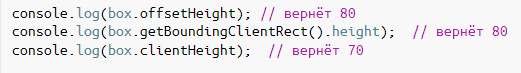 console.log(box.offsetHeight); // вернёт 80
console.log(box.getBoundingClientRect().height);  // вернёт 80
console.log(box.clientHeight);  // вернёт 70